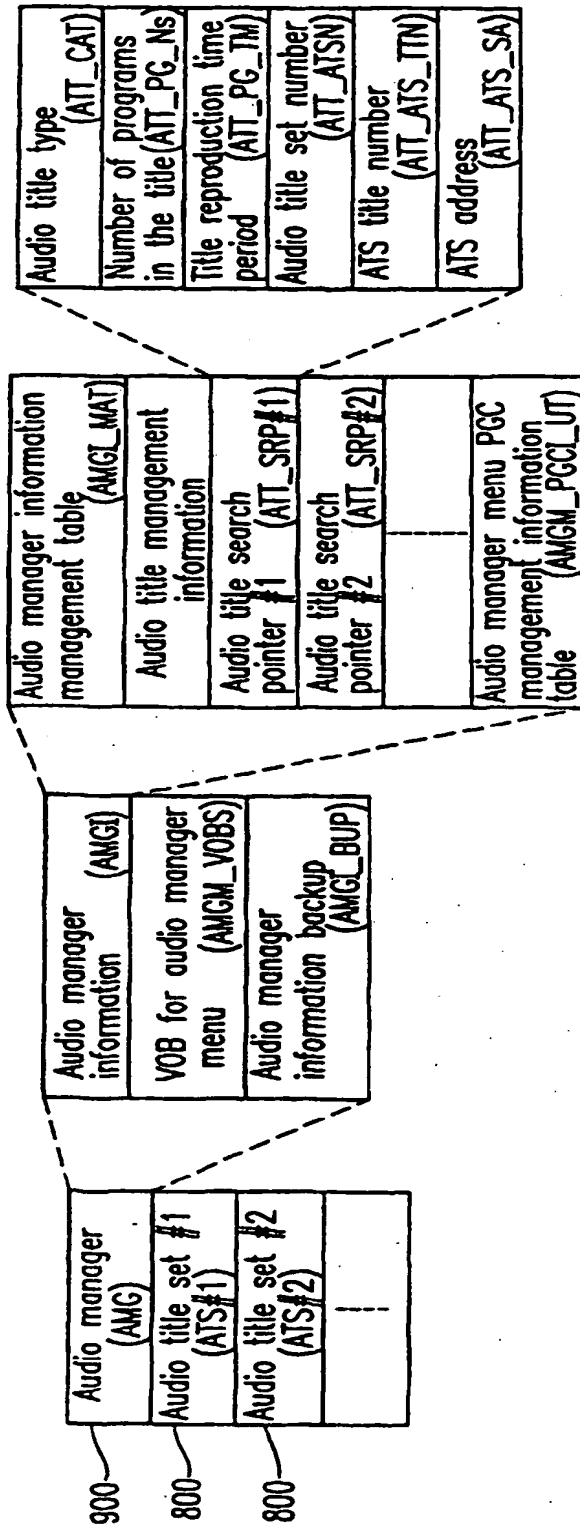 900
800
800
Audio manager
(AMG)
Audio title set #1
(ATS#1)
Audio title set #2
(ATS#2)
Audio manager
information (AMGI)
VOB for audio manager
menu (AMGM_VOBS)
Audio manager
information backup
(AMGI_BUP)
Audio manager information
management table
(AMGI_MAT)
Audio title management
information
Audio title search
pointer #1 (ATT_SRP#1)
Audio title search
pointer #2 (ATT_SRP#2)
Audio manager menu PGC
management information
table (AMGM_PGCI_UT)
Audio title type
(ATT_CAT)
Number of programs
in the title(ATT_PG_Ns)
Title reproduction time
period (ATT_PG_TM)
Audio title set number
(ATT_ATSN)
ATS title number
(ATT_ATS_TTN)
ATS address
(ATT_ATS_SA)